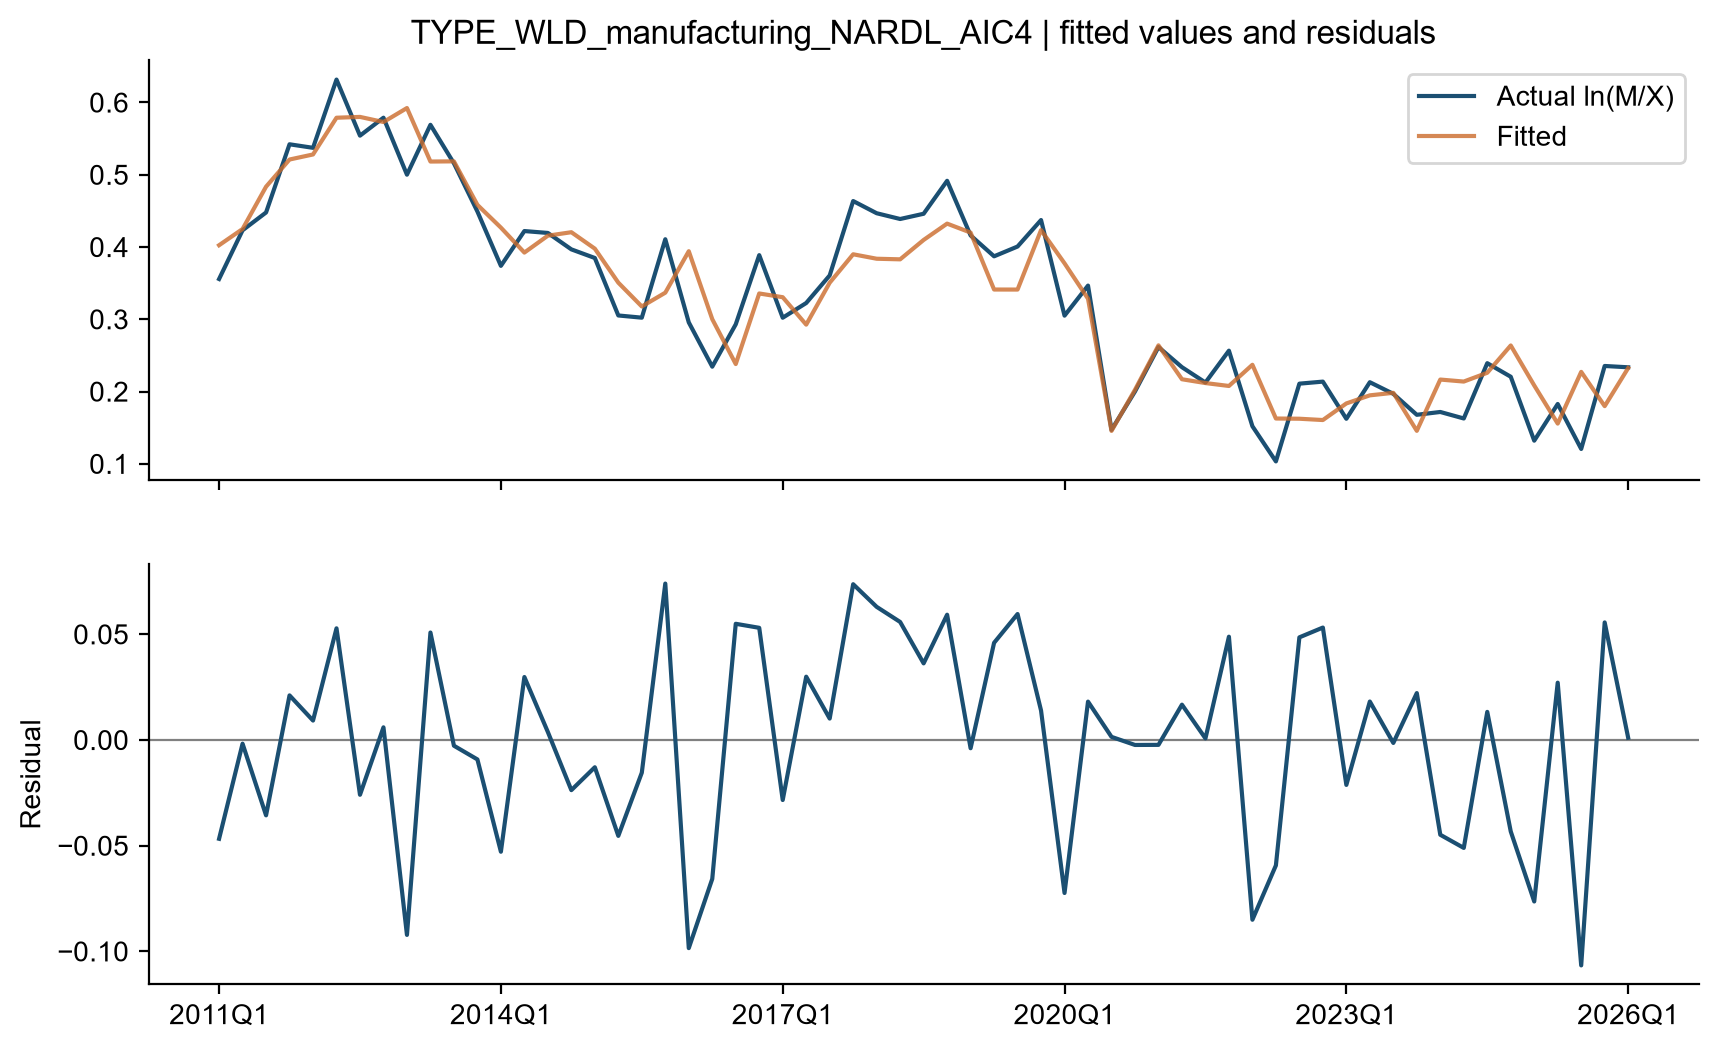 TYPE_WLD_manufacturing_NARDL_AIC4 | fitted values and residuals
Actual ln(M/X)
Fitted
0.6
0.5
0.4
0.3
0.2
0.1
Residual
0.05
0.00
−0.05
−0.10
2011Q1 2014Q1 2017Q1 2020Q1 2023Q1 2026Q1